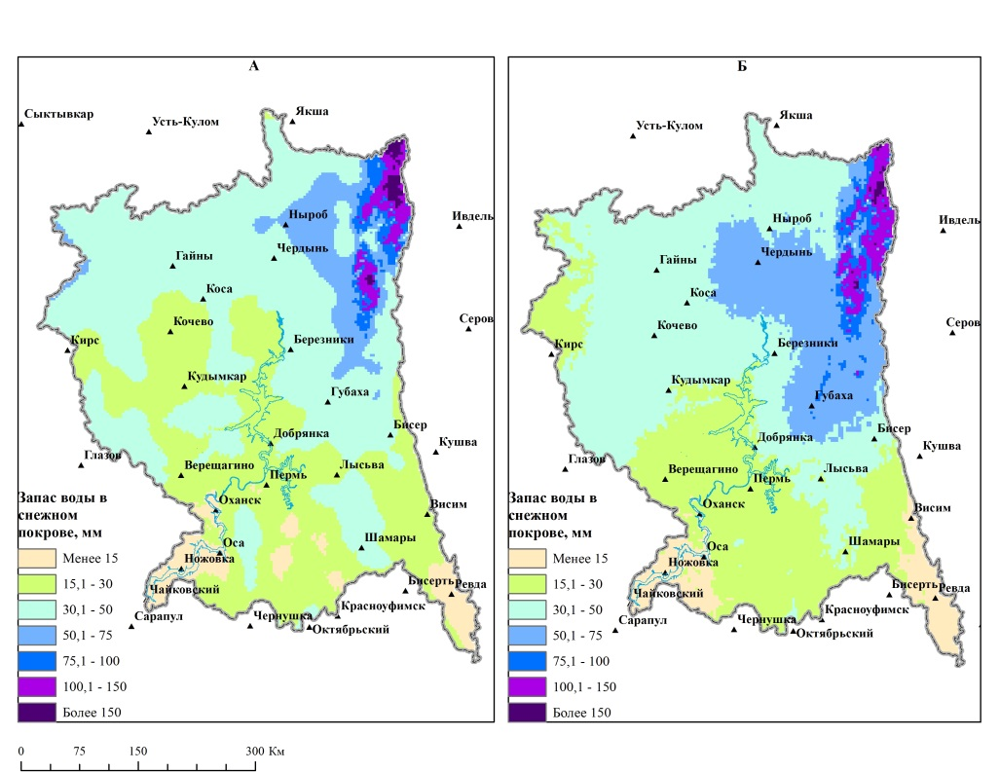 А
Сыктывкар
Усть-Кулом
Якша
Ныроб
Ивдель
Чердынь
Гайны
Коса
Кочево
Серов
Кирс
Березники
Кудымкар
Губаха
Бисер
Добрянка
Кушва
Глазов
Верещагино
Лысьва
Пермь
Оханск
Висим
Шамары
Оса
Ножовка
Чайковский
Бисерть
Ревда
Сарапул
Чернушка
Красноуфимск
Октябрьский
Запас воды в
снежном
покрове, мм
Менее 15
15,1 - 30
30,1 - 50
50,1 - 75
75,1 - 100
100,1 - 150
Более 150
0 75 150 300 Км
Б
Усть-Кулом
Якша
Ныроб
Ивдель
Чердынь
Гайны
Коса
Кочево
Серов
Кирс
Березники
Кудымкар
Губаха
Бисер
Добрянка
Кушва
Глазов
Верещагино
Лысьва
Пермь
Оханск
Висим
Шамары
Оса
Ножовка
Чайковский
Бисерть
Ревда
Сарапул
Чернушка
Красноуфимск
Октябрьский
Запас воды в
снежном
покрове, мм
Менее 15
15,1 - 30
30,1 - 50
50,1 - 75
75,1 - 100
100,1 - 150
Более 150